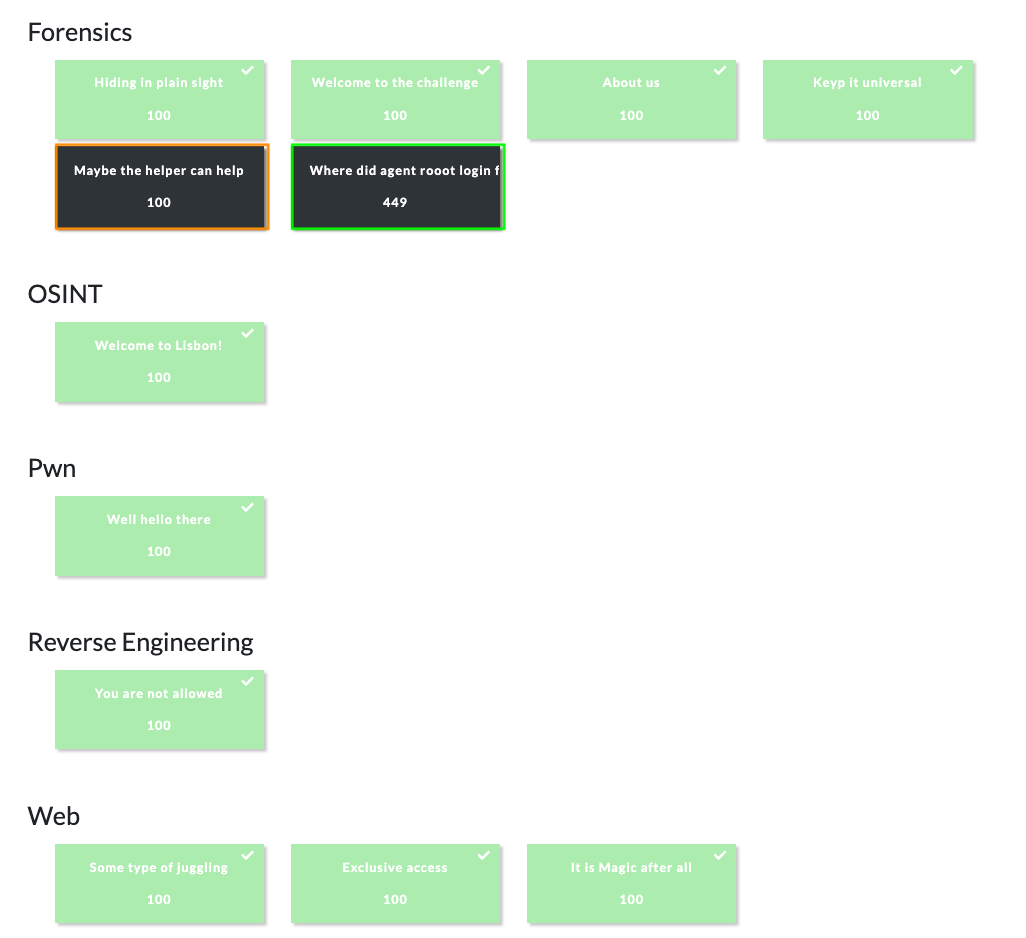 Forensics
Hiding in plain sight
100
Welcome to the challenge
100
About us
100
Keyp it universal
100
Maybe the helper can help
100
Where did agent rooot login f
449
OSINT
Welcome to Lisbon!
100
Pwn
Well hello there
100
Reverse Engineering
You are not allowed
100
Web
Some type of juggling
100
Exclusive access
100
It is Magic after all
100